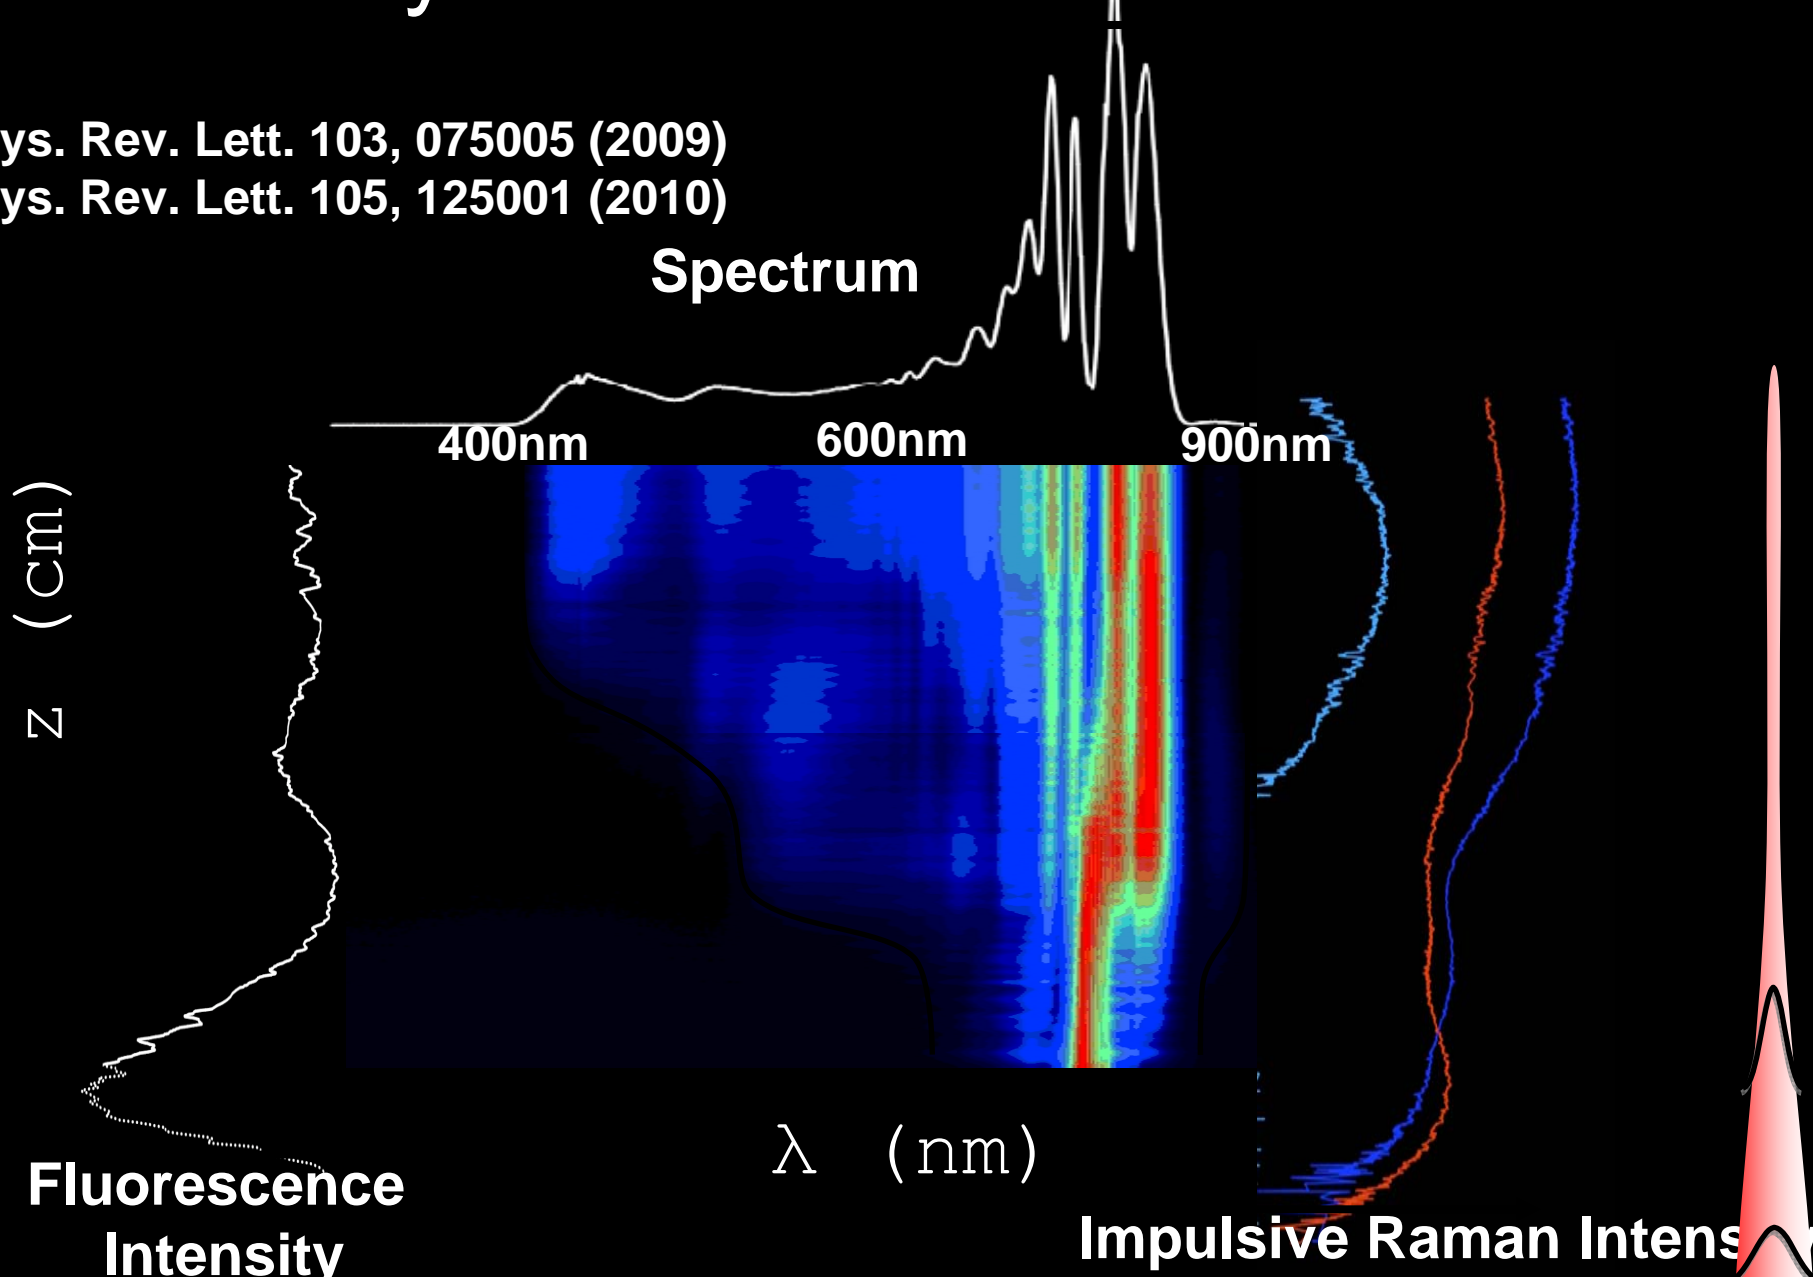 ys. Rev. Lett. 103, 075005 (2009)
ys. Rev. Lett. 105, 125001 (2010)
Spectrum
400nm 600nm 900nm
z (cm)
λ (nm)
Fluorescence
Intensity
Impulsive Raman Intens